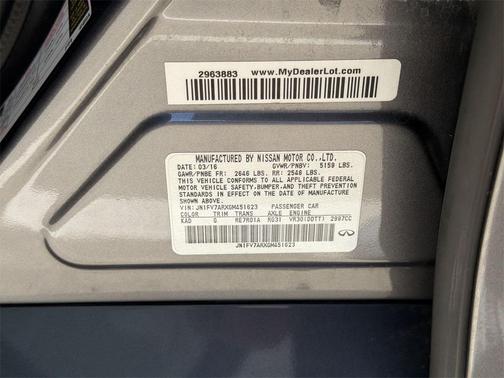 2963883 www.MyDealerLot.com
MANUFACTURED BY NISSAN MOTOR CO.,LTD.
DATE: 03/16 GVWR/PNBV: 5159 LBS.
GAWR/PNBE FR: 2646 LBS. RR: 2548 LBS.
THIS VEHICLE CONFORMS TO ALL APPLICABLE FEDERAL
MOTOR VEHICLE SAFETY, BUMPER, AND THEFT PREVENTION
STANDARDS IN EFFECT ON THE DATE OF MANUFACTURE
SHOWN ABOVE.
VIN: JN1FV7ARXGM451623 PASSENGER CAR
COLOR TRIM TRANS AXLE ENGINE
KAD G RE7R01A RG31 VR30(DDTT) 2997CC
JN1FV7ARXGM451623